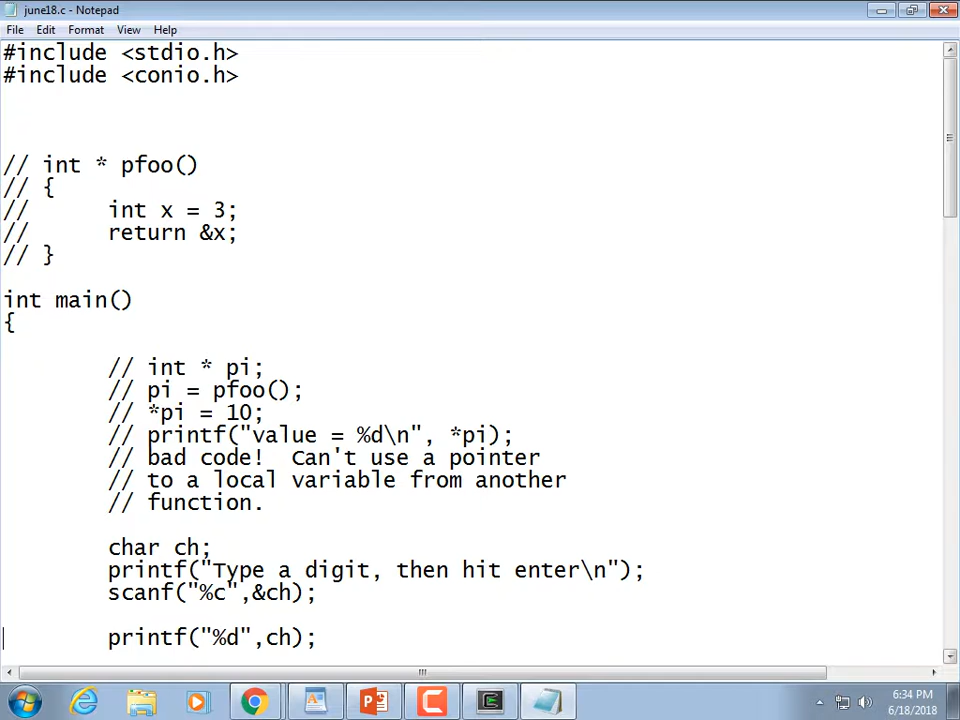 june18.c - Notepad
File Edit Format View Help
#include <stdio.h>
#include <conio.h>
// int * pfoo()
// {
// int x = 3;
// return &x;
// }
int main()
{
// int * pi;
// pi = pfoo();
// *pi = 10;
// printf("value = %d\n", *pi);
// bad code! Can't use a pointer
// to a local variable from another
// function.
char ch;
printf("Type a digit, then hit enter\n");
scanf("%c",&ch);
printf("%d",ch);
6:34 PM
6/18/2018